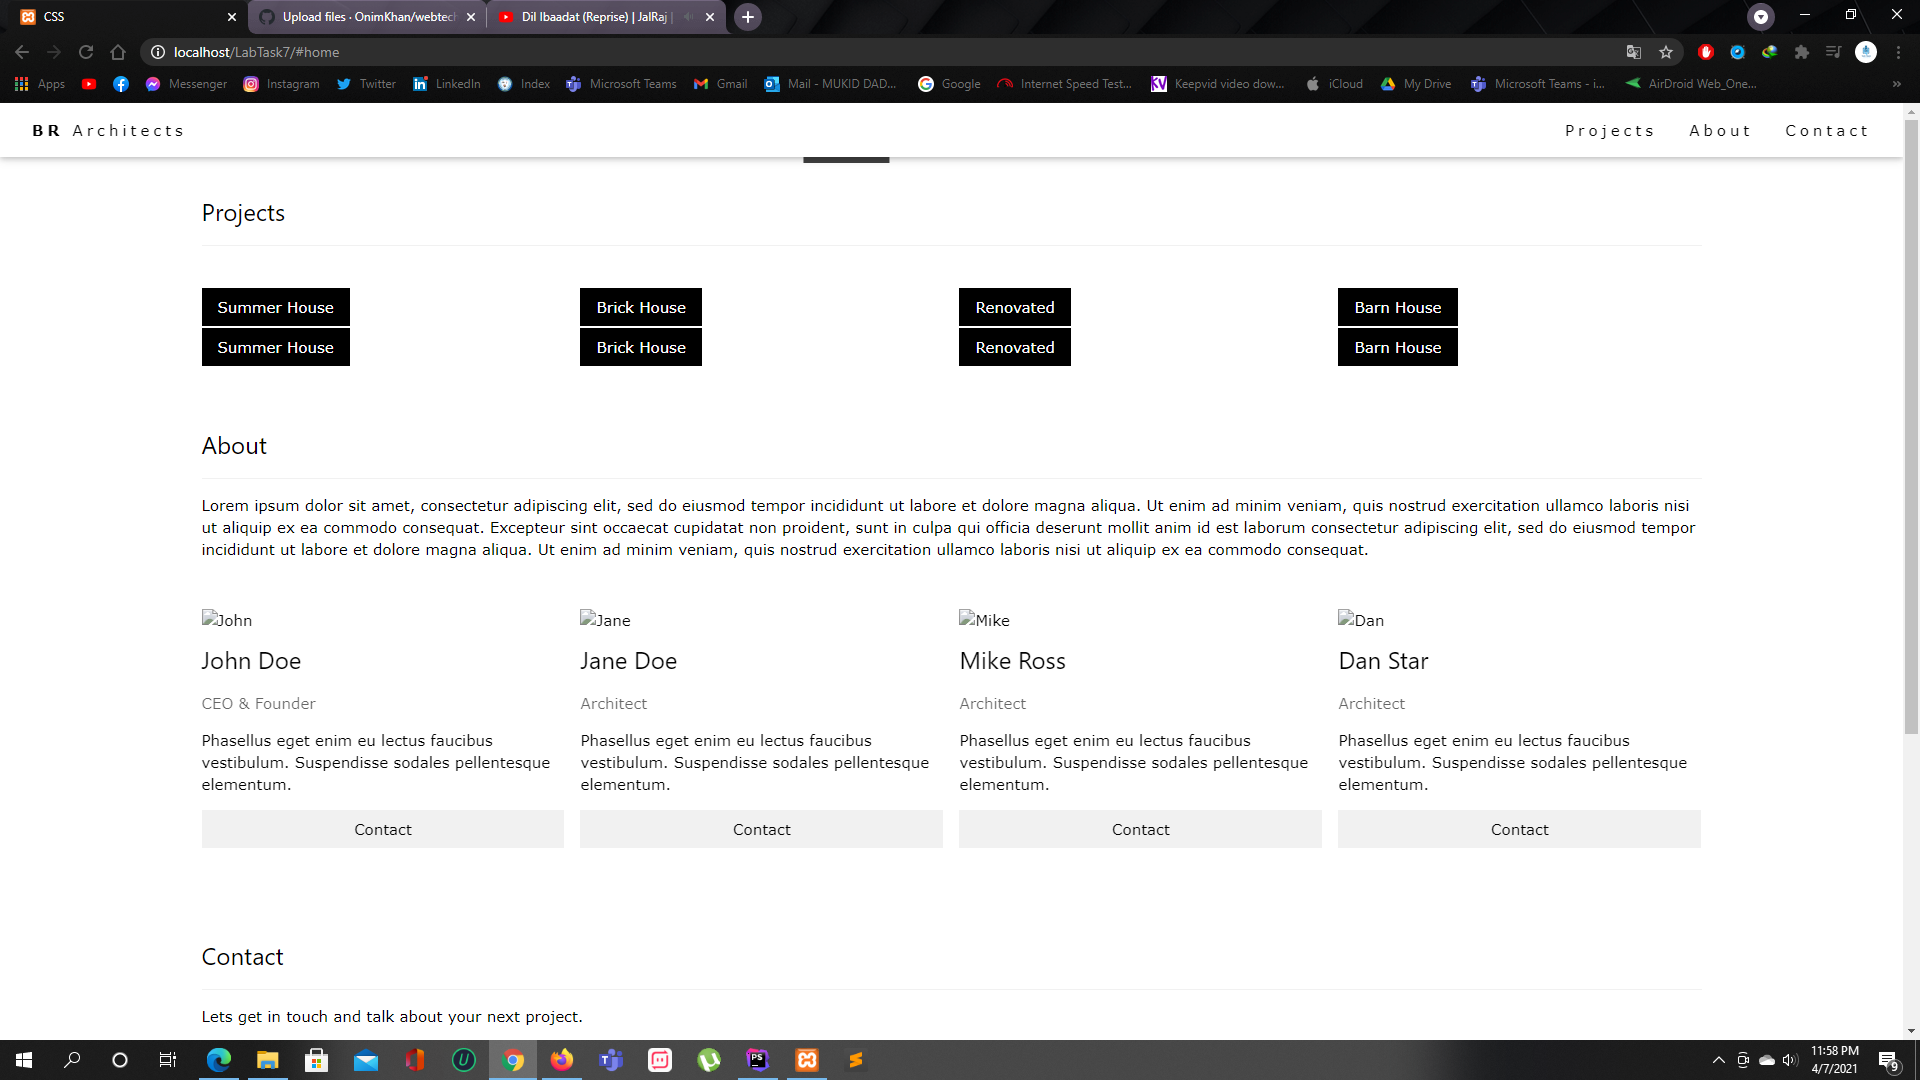 CSS
Upload files · OnimKhan/webtech
Dil Ibaadat (Reprise) | JalRaj |
localhost/LabTask7/#home
Apps
Messenger
Instagram
Twitter
LinkedIn
Index
Microsoft Teams
Gmail
Mail - MUKID DAD...
Google
Internet Speed Test...
Keepvid video dow...
iCloud
My Drive
Microsoft Teams - i...
AirDroid Web_One...
BR Architects
Projects About Contact
Projects
Summer House Brick House Renovated Barn House
Summer House Brick House Renovated Barn House
About
Lorem ipsum dolor sit amet, consectetur adipiscing elit, sed do eiusmod tempor incididunt ut labore et dolore magna aliqua. Ut enim ad minim veniam, quis nostrud exercitation ullamco laboris nisi
ut aliquip ex ea commodo consequat. Excepteur sint occaecat cupidatat non proident, sunt in culpa qui officia deserunt mollit anim id est laborum consectetur adipiscing elit, sed do eiusmod tempor
incididunt ut labore et dolore magna aliqua. Ut enim ad minim veniam, quis nostrud exercitation ullamco laboris nisi ut aliquip ex ea commodo consequat.
John
John Doe
CEO & Founder
Phasellus eget enim eu lectus faucibus
vestibulum. Suspendisse sodales pellentesque
elementum.
Contact
Jane
Jane Doe
Architect
Phasellus eget enim eu lectus faucibus
vestibulum. Suspendisse sodales pellentesque
elementum.
Contact
Mike
Mike Ross
Architect
Phasellus eget enim eu lectus faucibus
vestibulum. Suspendisse sodales pellentesque
elementum.
Contact
Dan
Dan Star
Architect
Phasellus eget enim eu lectus faucibus
vestibulum. Suspendisse sodales pellentesque
elementum.
Contact
Contact
Lets get in touch and talk about your next project.
11:58 PM
4/7/2021
9